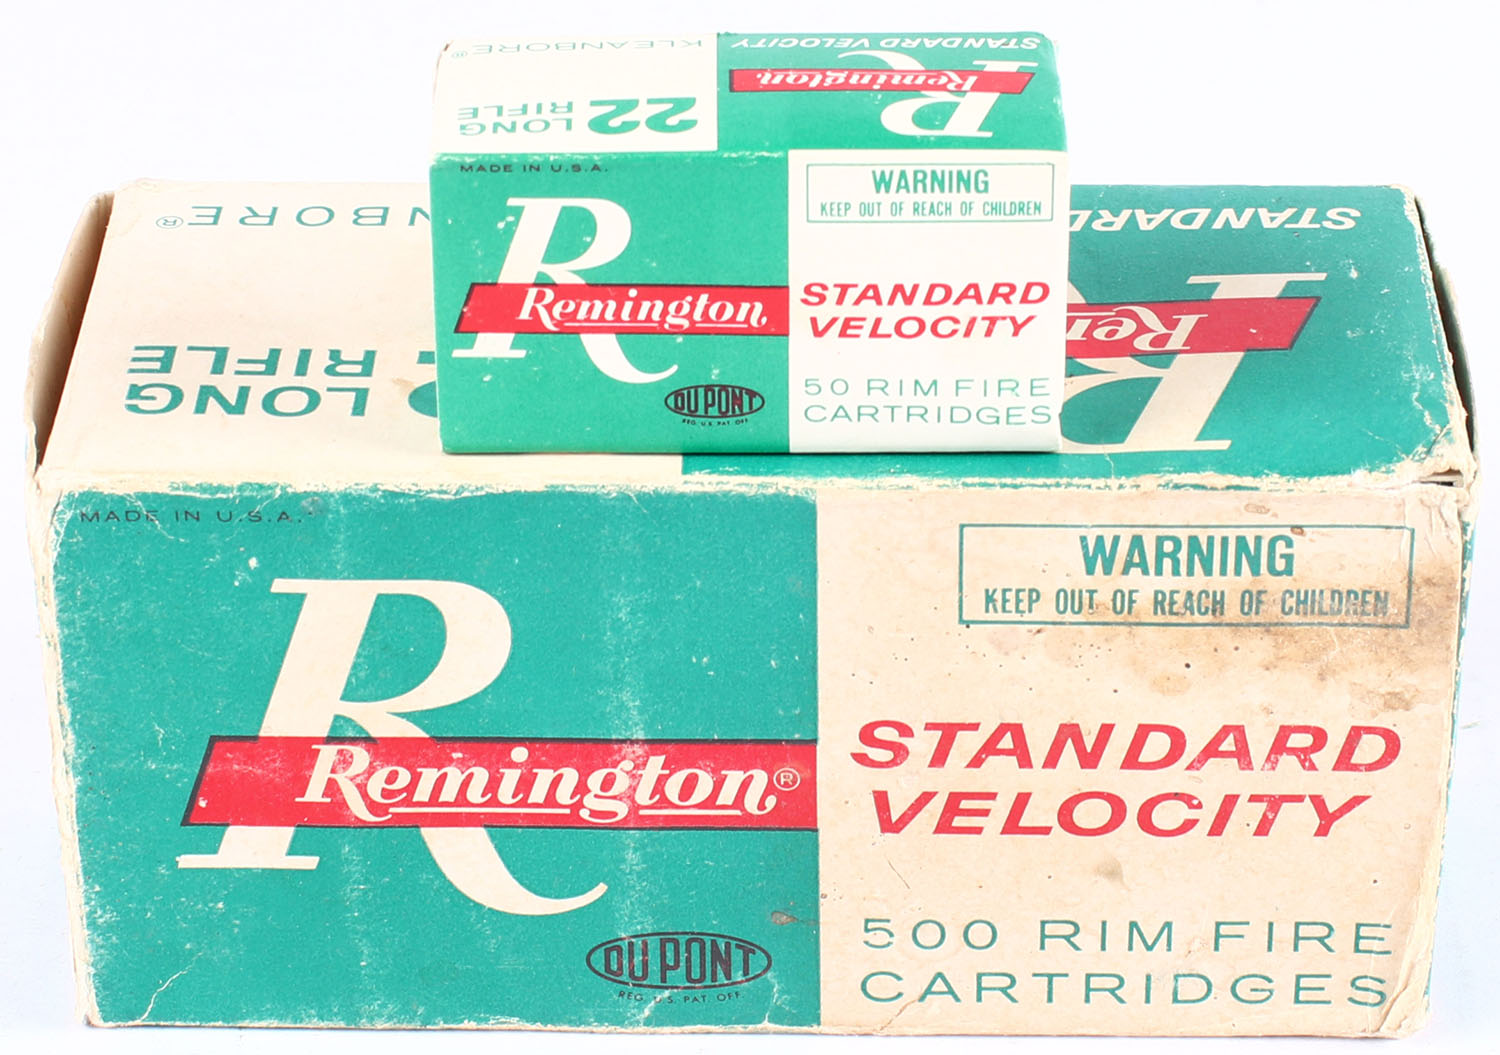 KLEANBORE®
STANDARD VELOCITY
22 LONG
RIFLE
R
Remington
MADE IN U.S.A.
R
Remington
DU PONT
REG. U.S. PAT. OFF.
WARNING
KEEP OUT OF REACH OF CHILDREN
STANDARD
VELOCITY
50 RIM FIRE
CARTRIDGES
NBORE®
STANDARD
LONG
RIFLE
R
Rem
MADE IN U.S.A.
R
Remington®
DU PONT
REG. U.S. PAT. OFF.
WARNING
KEEP OUT OF REACH OF CHILDREN
STANDARD
VELOCITY
500 RIM FIRE
CARTRIDGES